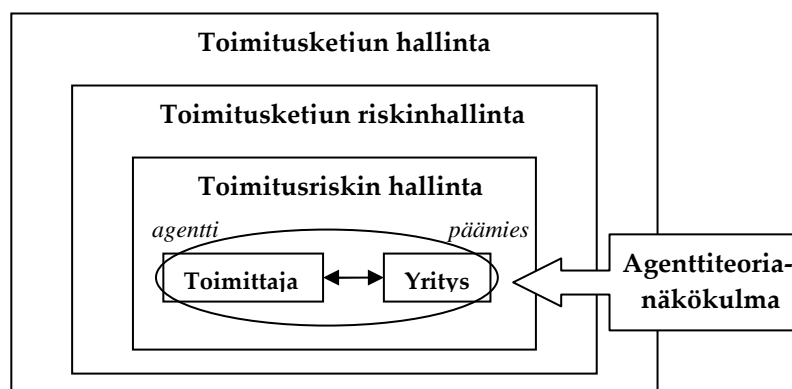 Toimitusketjun hallinta
Toimitusketjun riskinhallinta
Toimitusriskin hallinta
agentti
päämies
Toimittaja
Yritys
Agenttiteoria-
näkökulma